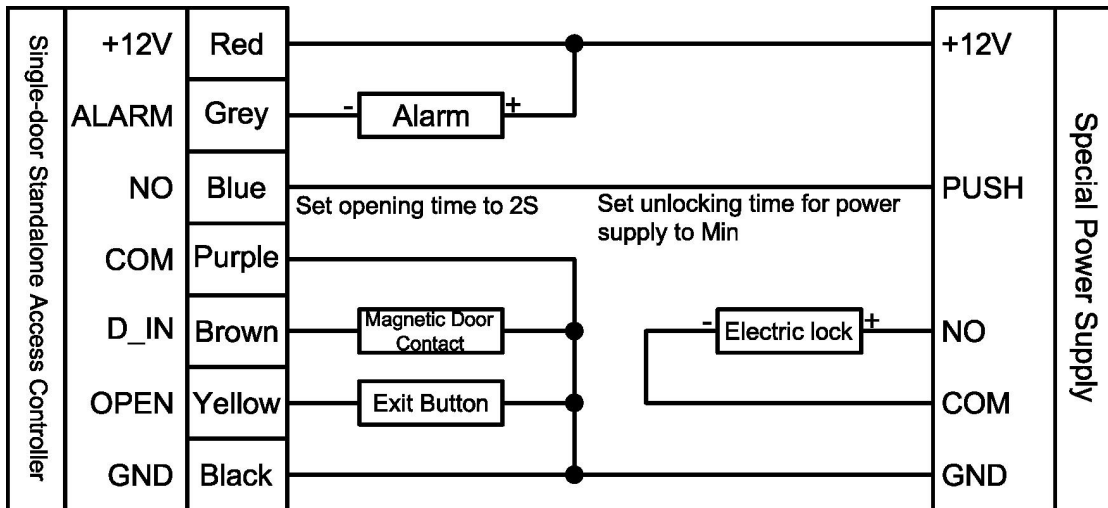 Single-door Standalone Access Controller
+12V Red +12V
ALARM Grey - Alarm +
NO Blue PUSH
Set opening time to 2S
Set unlocking time for power
supply to Min
COM Purple
D_IN Brown
Magnetic Door
Contact
- Electric lock + NO
OPEN Yellow Exit Button COM
GND Black GND
Special Power Supply